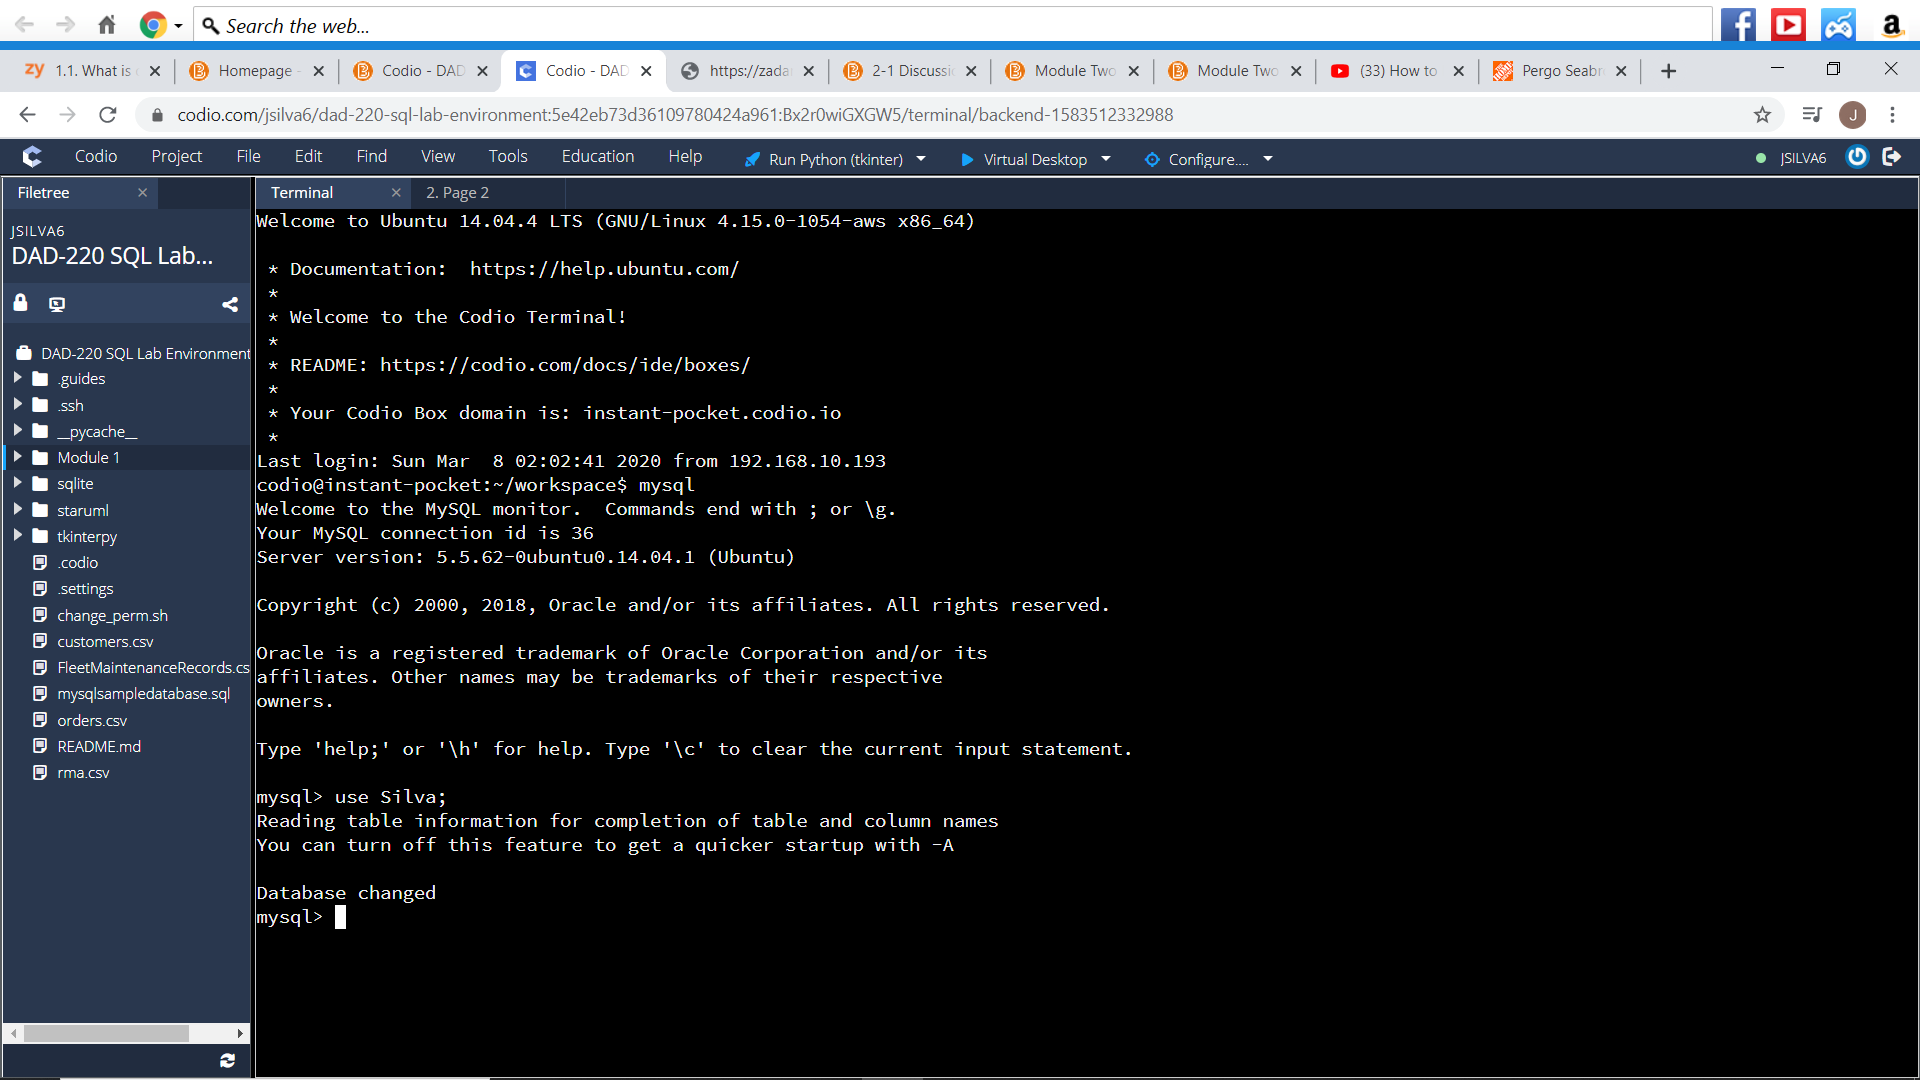 Search the web...
zy 1.1. What is
Homepage -
Codio - DAD
Codio - DAD
https://zada
2-1 Discussi
Module Two
Module Two
(33) How to
Pergo Seabr
codio.com/jsilva6/dad-220-sql-lab-environment:5e42eb73d36109780424a961:Bx2r0wiGXGW5/terminal/backend-1583512332988
J
Codio Project File Edit Find View Tools Education Help Run Python (tkinter) Virtual Desktop Configure.... JSILVA6
Filetree
Terminal
2. Page 2
JSILVA6
DAD-220 SQL Lab...
DAD-220 SQL Lab Environment
.guides
.ssh
__pycache__
Module 1
sqlite
staruml
tkinterpy
.codio
.settings
change_perm.sh
customers.csv
FleetMaintenanceRecords.cs
mysqlsampledatabase.sql
orders.csv
README.md
rma.csv
Welcome to Ubuntu 14.04.4 LTS (GNU/Linux 4.15.0-1054-aws x86_64)
* Documentation:  https://help.ubuntu.com/
*
* Welcome to the Codio Terminal!
*
* README: https://codio.com/docs/ide/boxes/
*
* Your Codio Box domain is: instant-pocket.codio.io
*
Last login: Sun Mar  8 02:02:41 2020 from 192.168.10.193
codio@instant-pocket:~/workspace$ mysql
Welcome to the MySQL monitor.  Commands end with ; or \g.
Your MySQL connection id is 36
Server version: 5.5.62-0ubuntu0.14.04.1 (Ubuntu)
Copyright (c) 2000, 2018, Oracle and/or its affiliates. All rights reserved.
Oracle is a registered trademark of Oracle Corporation and/or its
affiliates. Other names may be trademarks of their respective
owners.
Type 'help;' or '\h' for help. Type '\c' to clear the current input statement.
mysql> use Silva;
Reading table information for completion of table and column names
You can turn off this feature to get a quicker startup with -A
Database changed
mysql>